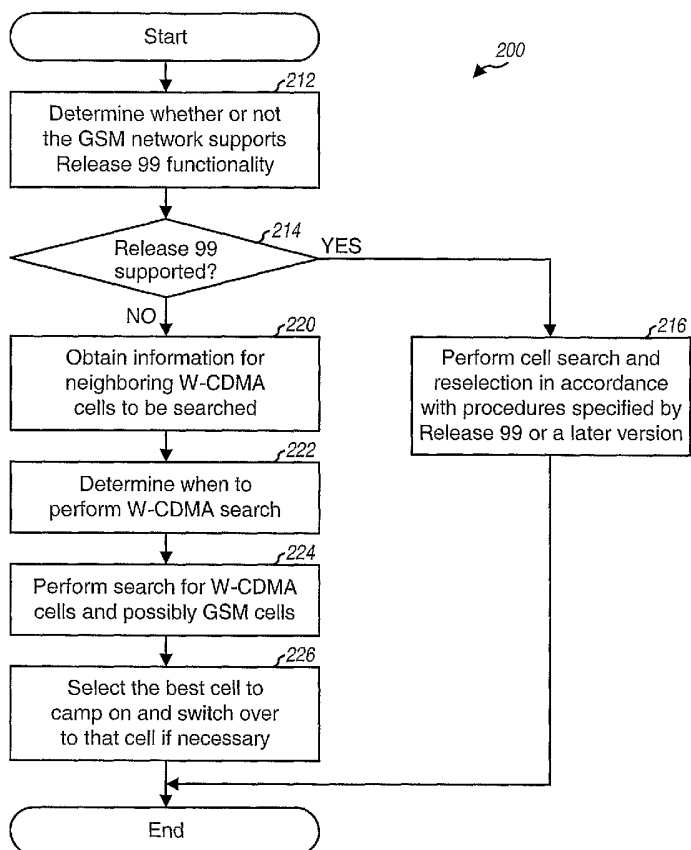 Start
200
212
Determine whether or not
the GSM network supports
Release 99 functionality
214
Release 99
supported?
YES
NO
220
Obtain information for
neighboring W-CDMA
cells to be searched
216
Perform cell search and
reselection in accordance
with procedures specified by
Release 99 or a later version
222
Determine when to
perform W-CDMA search
224
Perform search for W-CDMA
cells and possibly GSM cells
226
Select the best cell to
camp on and switch over
to that cell if necessary
End